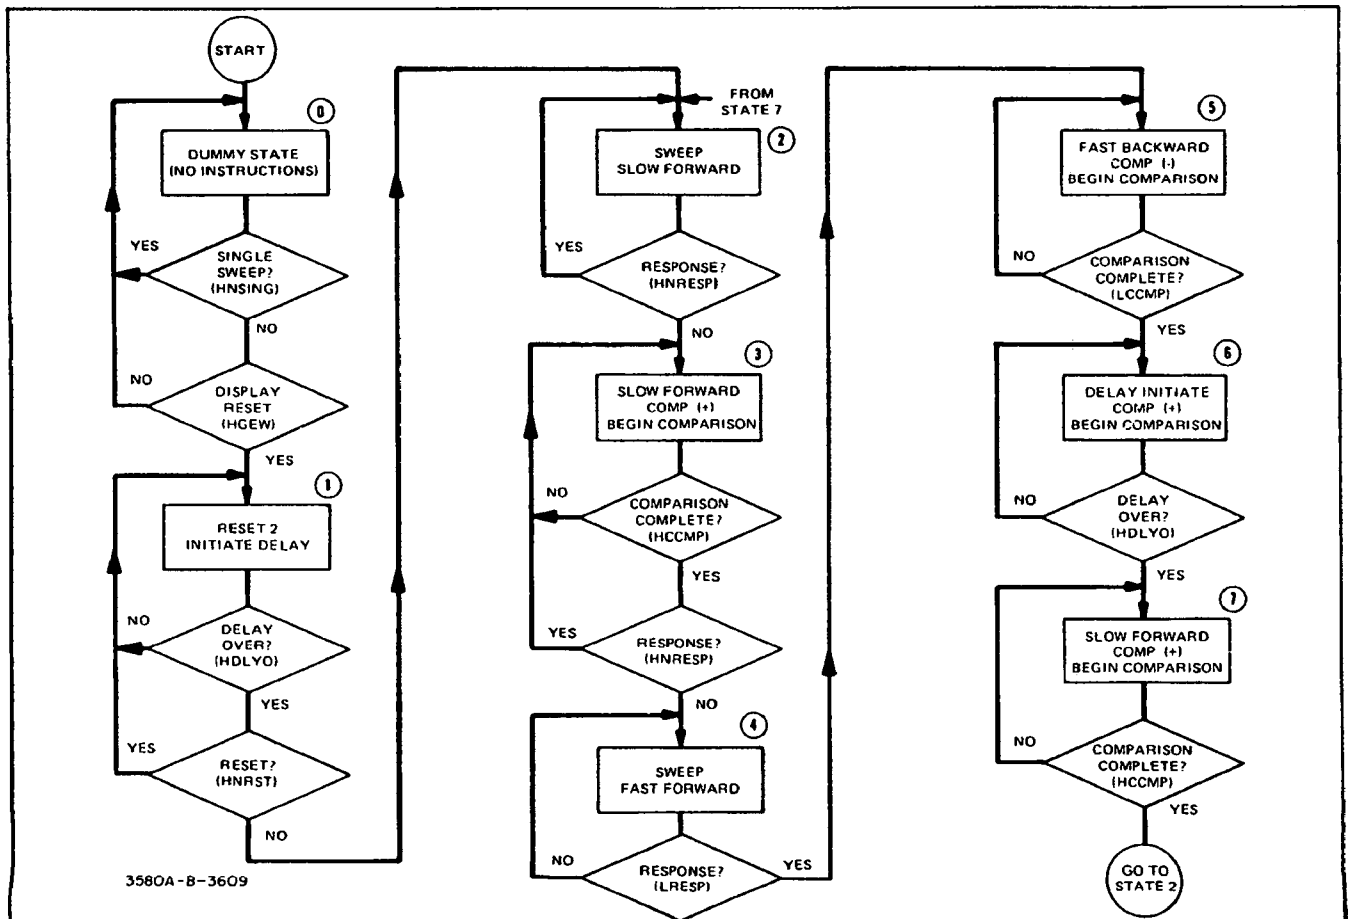 START
0
DUMMY STATE
(NO INSTRUCTIONS)
YES
SINGLE
SWEEP?
(HNSING)
NO
NO
DISPLAY
RESET
(HGEW)
YES
1
RESET 2
INITIATE DELAY
NO
DELAY
OVER?
(HDLYO)
YES
YES
RESET?
(HNRST)
NO
3580A-B-3609
FROM
STATE 7
2
SWEEP
SLOW FORWARD
YES
RESPONSE?
(HNRESP)
NO
3
SLOW FORWARD
COMP (+)
BEGIN COMPARISON
NO
COMPARISON
COMPLETE?
(HCCMP)
YES
YES
RESPONSE?
(HNRESP)
NO
4
SWEEP
FAST FORWARD
NO
RESPONSE?
(LRESP)
YES
5
FAST BACKWARD
COMP (-)
BEGIN COMPARISON
NO
COMPARISON
COMPLETE?
(LCCMP)
YES
6
DELAY INITIATE
COMP (+)
BEGIN COMPARISON
NO
DELAY
OVER?
(HDLYO)
YES
7
SLOW FORWARD
COMP (+)
BEGIN COMPARISON
NO
COMPARISON
COMPLETE?
(HCCMP)
YES
GO TO
STATE 2